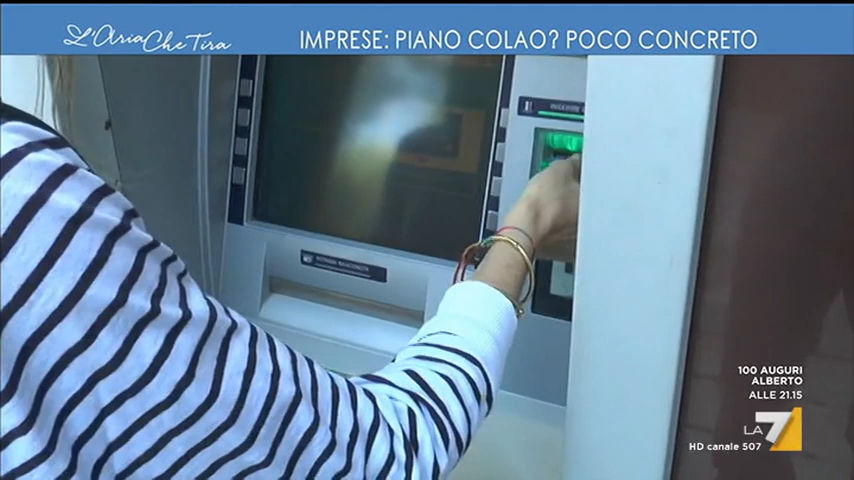 L'Aria Che Tira
IMPRESE: PIANO COLAO? POCO CONCRETO
100 AUGURI
ALBERTO
ALLE 21.15
LA 7
HD canale 507